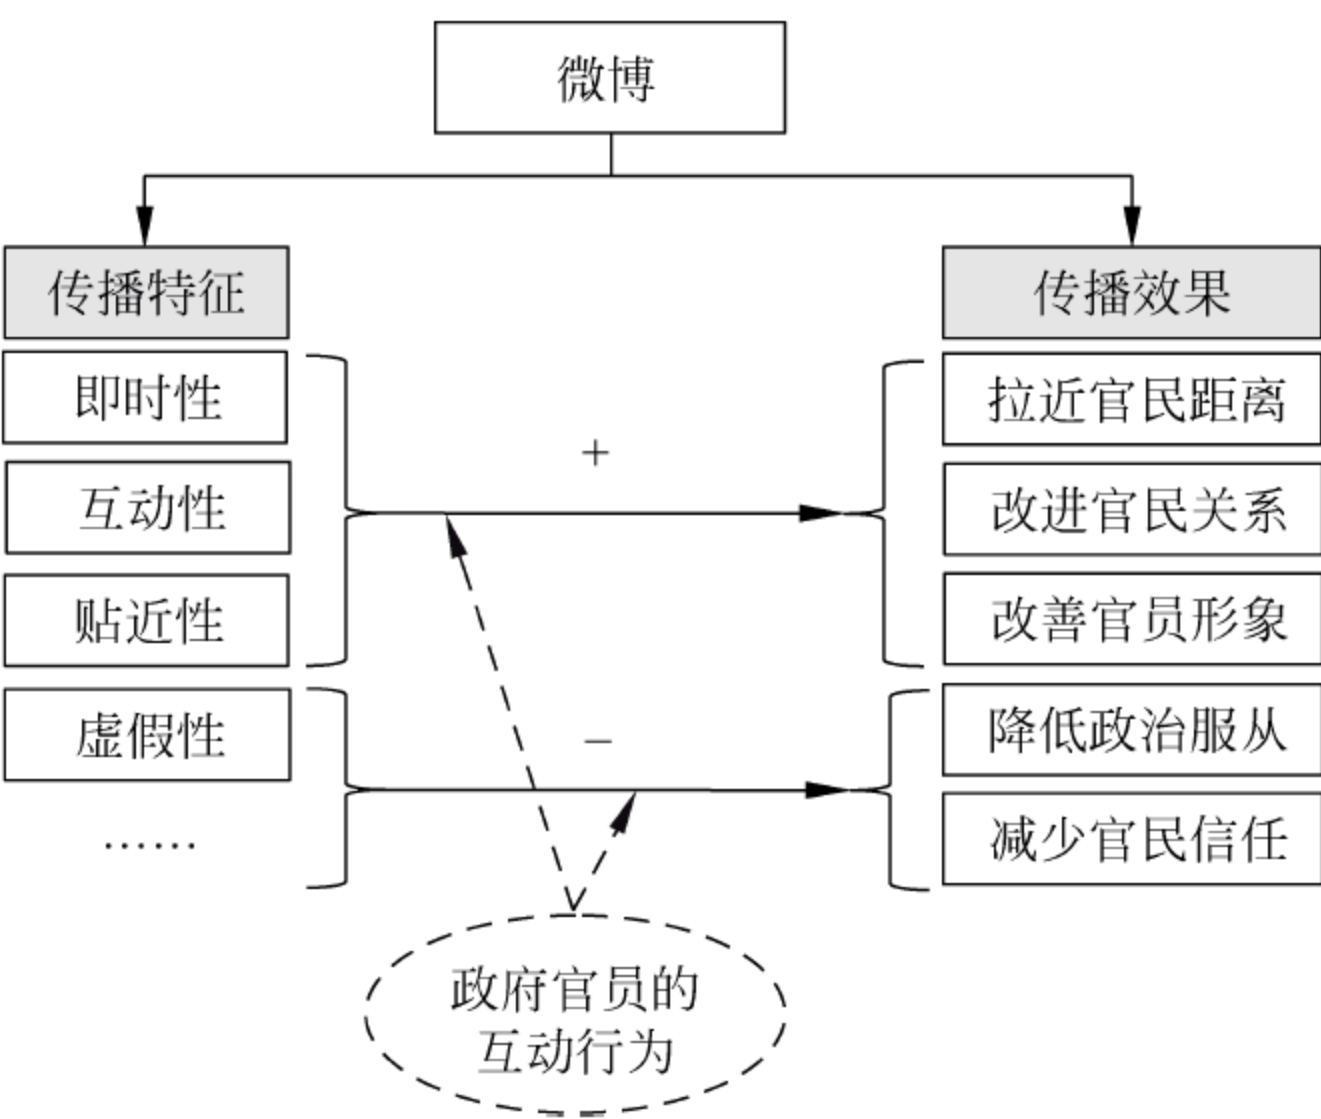 微博
传播特征
传播效果
即时性
拉近官民距离
+
互动性
改进官民关系
贴近性
改善官员形象
虚假性
降低政治服从
−
……
减少官民信任
政府官员的
互动行为